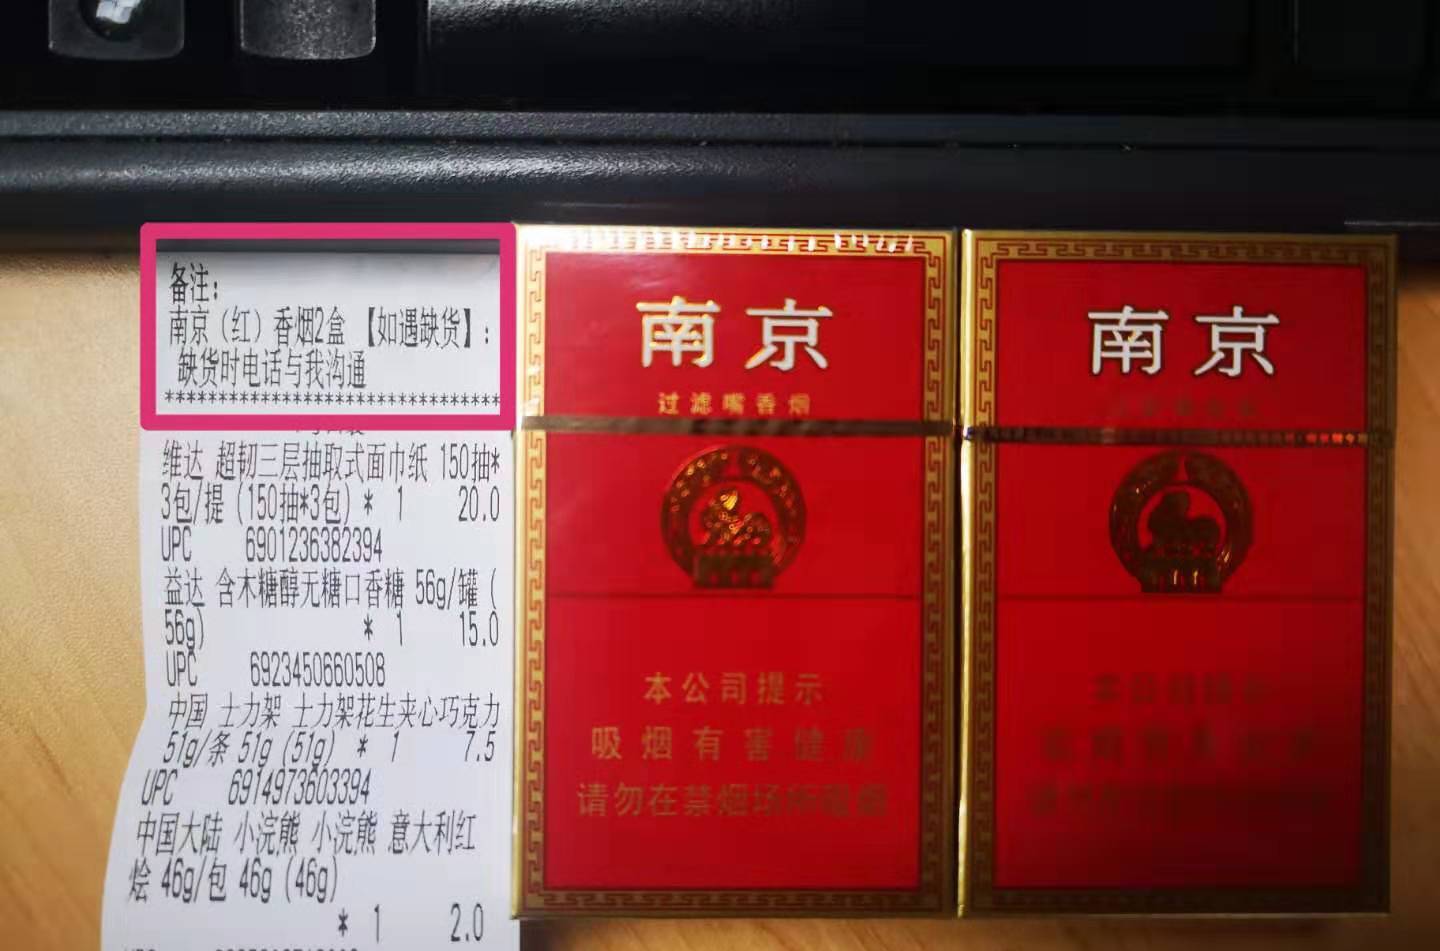 备注:
南京（红）香烟2盒 【如遇缺货】:
缺货时电话与我沟通
********************************
维达 超韧三层抽取式面巾纸 150抽*
3包/提 (150抽*3包) * 1 20.0
UPC 6901236382394
益达 含木糖醇无糖口香糖 56g/罐 (
56g) * 1 15.0
UPC 6923450660508
中国 士力架 士力架花生夹心巧克力
51g/条 51g (51g) * 1 7.5
UPC 6914973603394
中国大陆 小浣熊 小浣熊 意大利红
烩 46g/包 46g (46g)
* 1 2.0
南京
过滤嘴香烟
本公司提示
吸烟有害健康
请勿在禁烟场所吸烟
南京